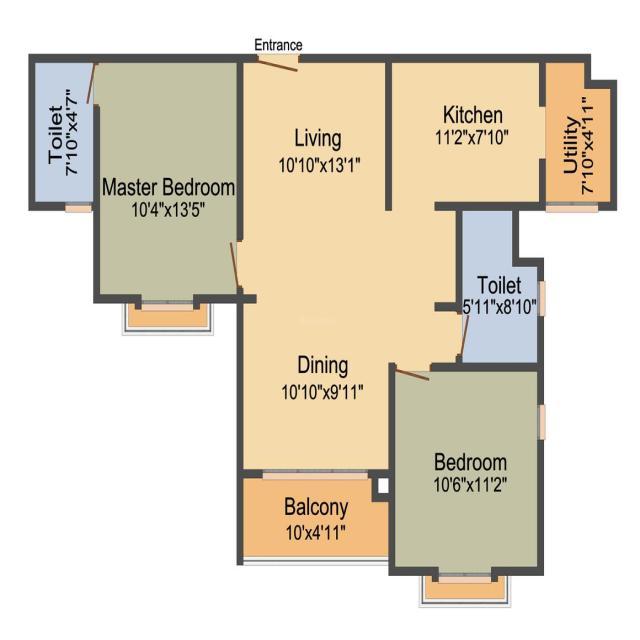 Entrance
Toilet
7'10"x4'7"
Master Bedroom
10'4"x13'5"
Living
10'10"x13'1"
Kitchen
11'2"x7'10"
Utility
7'10"x4'11"
Toilet
5'11"x8'10"
Dining
10'10"x9'11"
Bedroom
10'6"x11'2"
Balcony
10'x4'11"